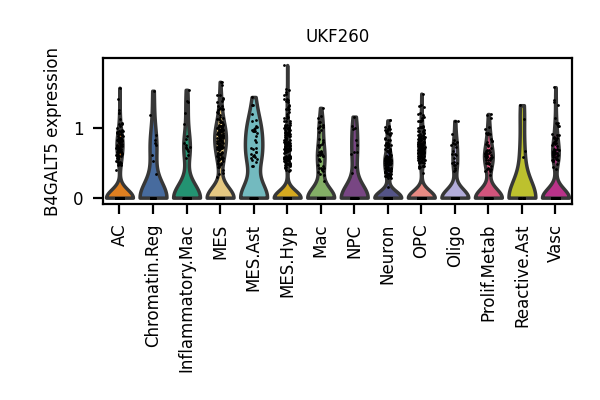 UKF260
B4GALT5 expression
1
0
AC
Chromatin.Reg
Inflammatory.Mac
MES
MES.Ast
MES.Hyp
Mac
NPC
Neuron
OPC
Oligo
Prolif.Metab
Reactive.Ast
Vasc